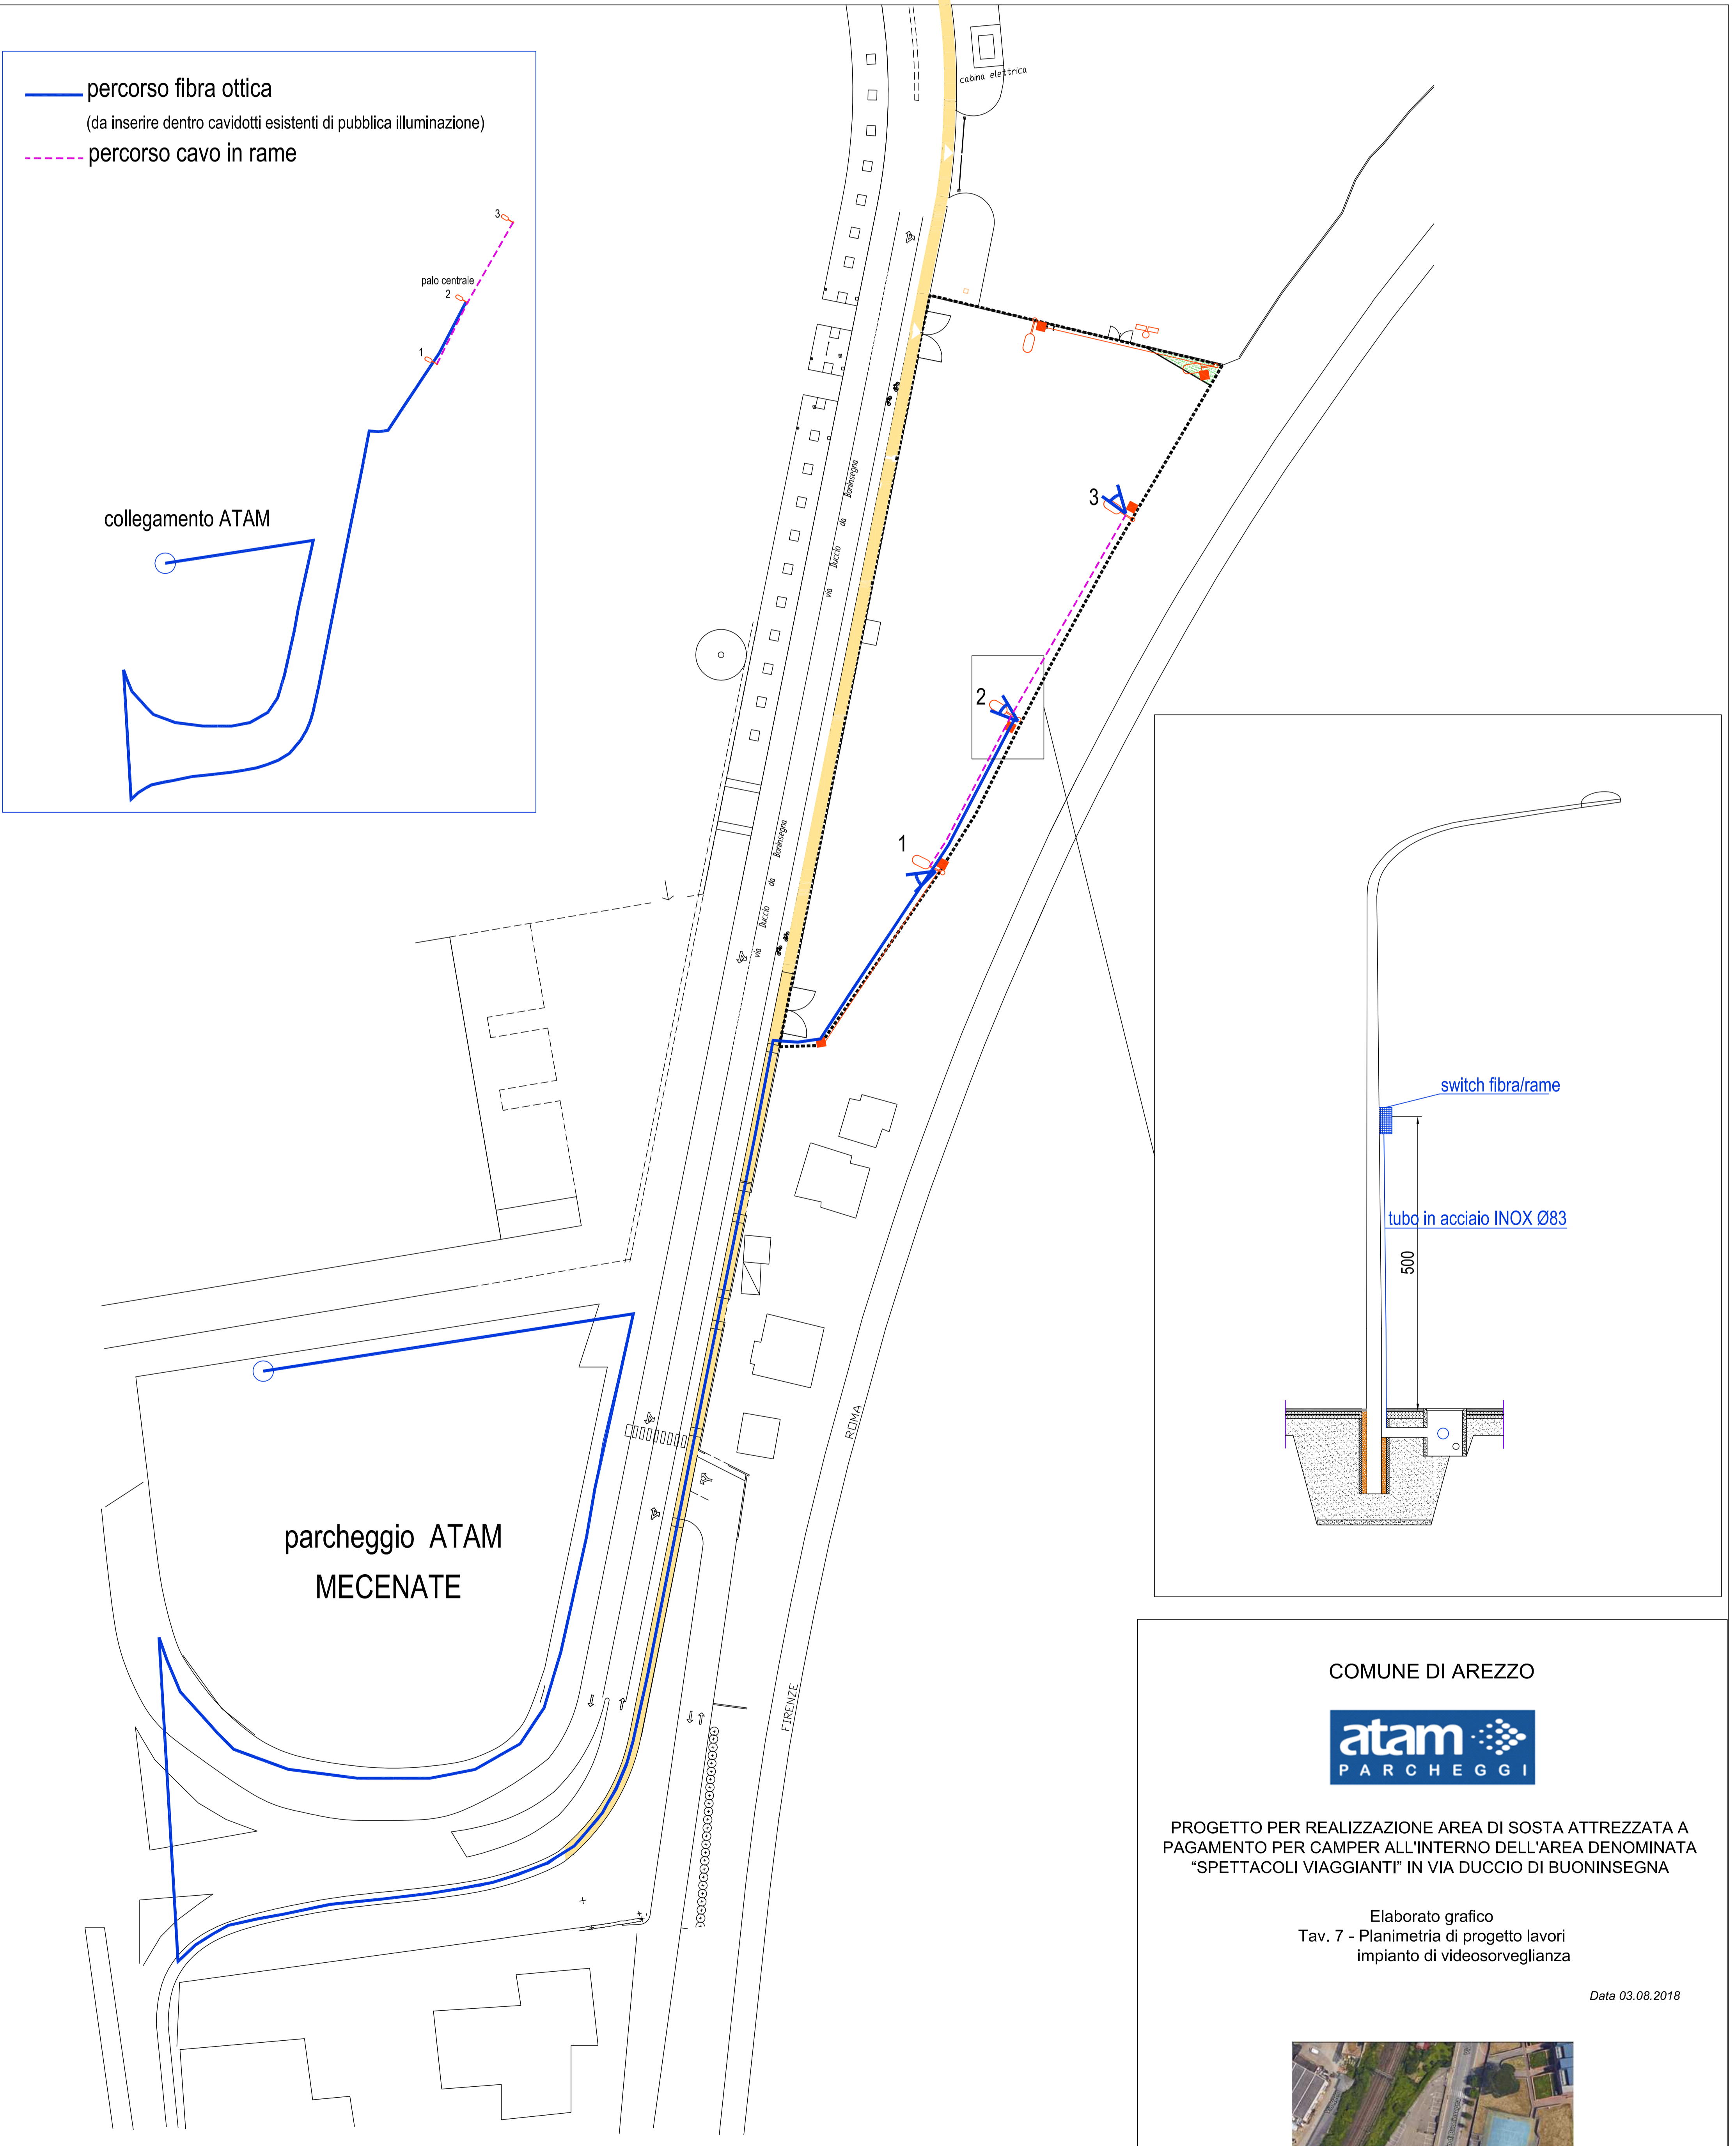 percorso fibra ottica
(da inserire dentro cavidotti esistenti di pubblica illuminazione)
percorso cavo in rame
3
palo centrale
2
1
collegamento ATAM
cabina elettrica
via Duccio da Boninsegna
3
2
1
via Duccio da Boninsegna
switch fibra/rame
tubo in acciaio INOX Ø83
500
ROMA
FIRENZE
parcheggio ATAM
MECENATE
COMUNE DI AREZZO
atam
PARCHEGGI
PROGETTO PER REALIZZAZIONE AREA DI SOSTA ATTREZZATA A
PAGAMENTO PER CAMPER ALL'INTERNO DELL'AREA DENOMINATA
“SPETTACOLI VIAGGIANTI” IN VIA DUCCIO DI BUONINSEGNA
Elaborato grafico
Tav. 7 - Planimetria di progetto lavori
impianto di videosorveglianza
Data 03.08.2018